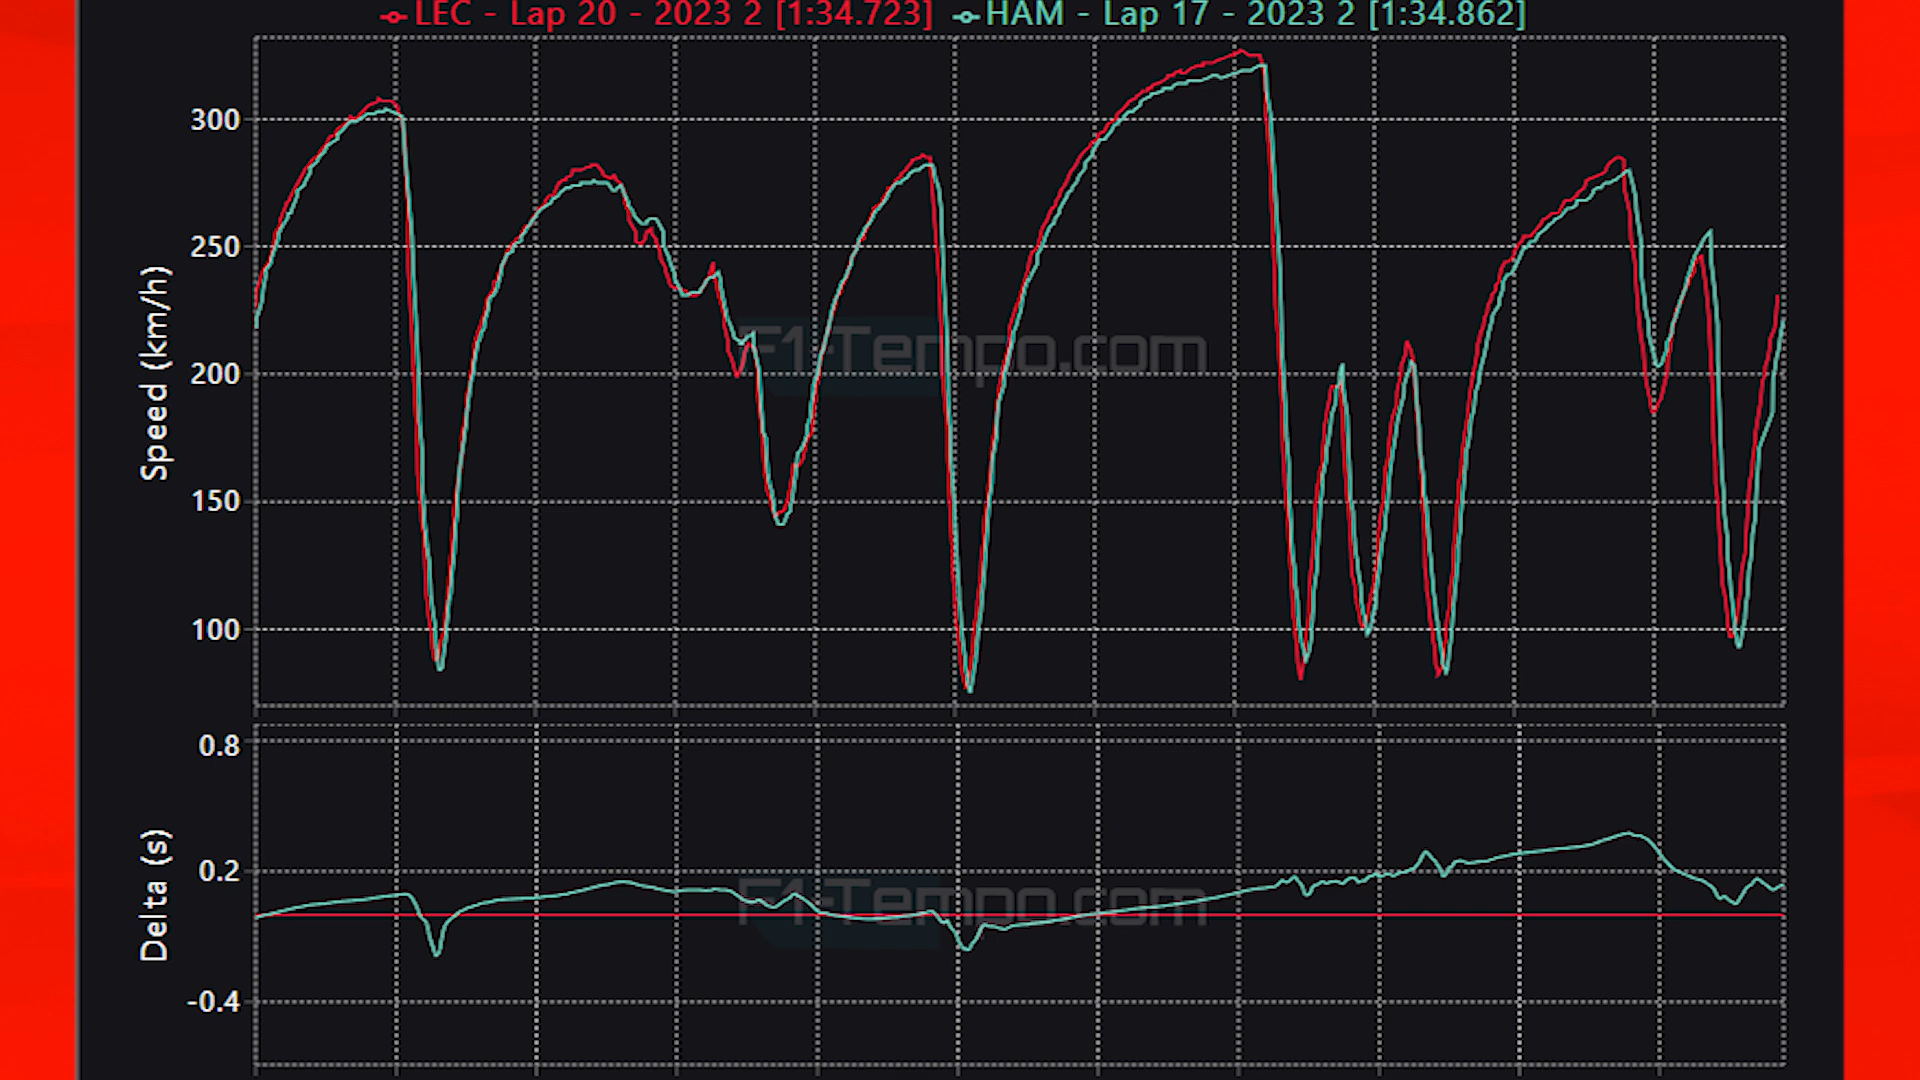 LEC - Lap 20 - 2023 2 [1:34.723] HAM - Lap 17 - 2023 2 [1:34.862]
300
250
200
150
100
Speed (km/h)
F1-Tempo.com
0.8
0.2
-0.4
Delta (s)
F1-Tempo.com